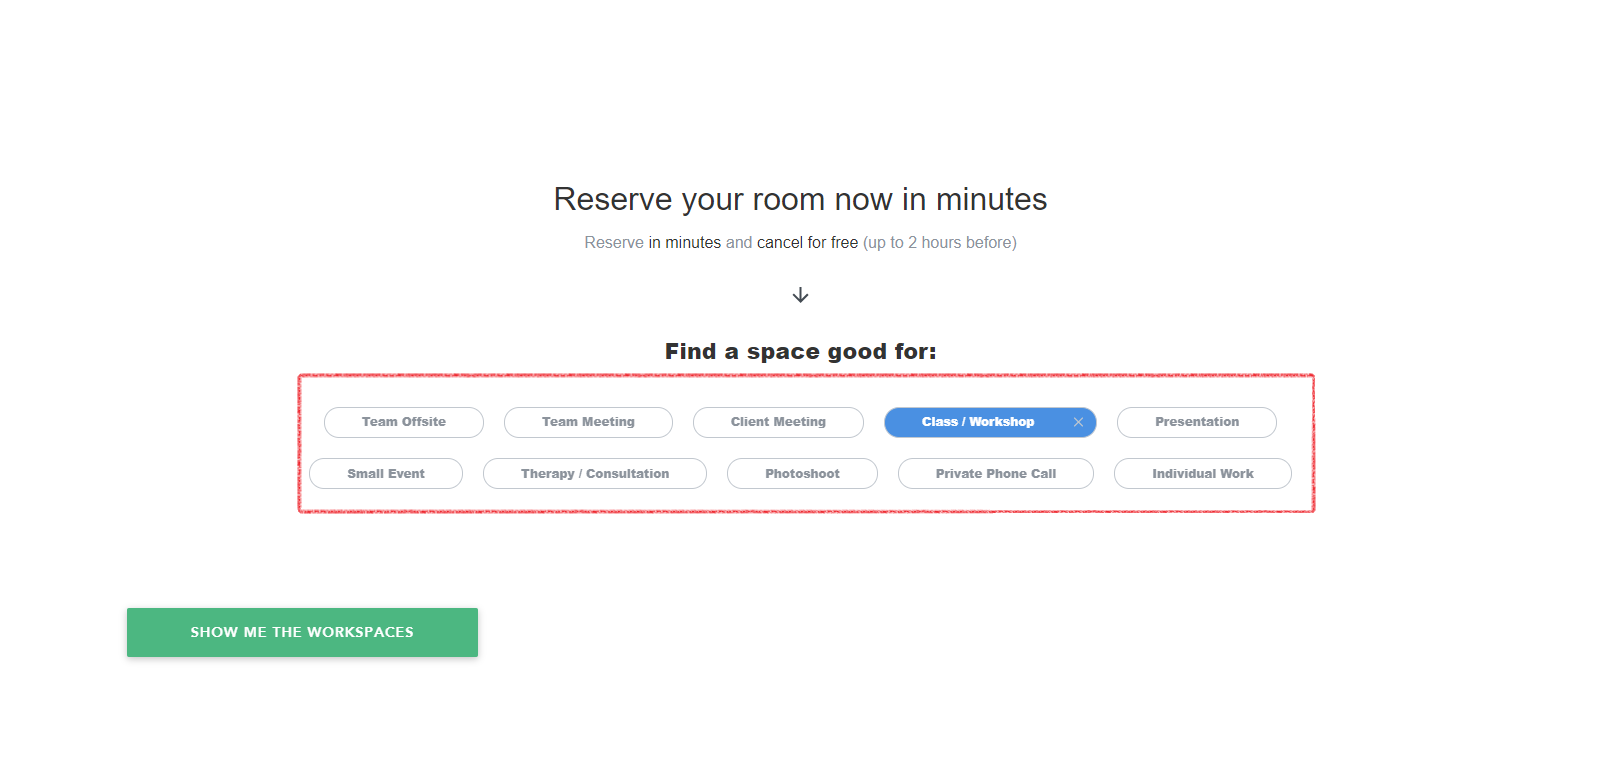 Reserve your room now in minutes
Reserve in minutes and cancel for free (up to 2 hours before)
Find a space good for:
Team Offsite Team Meeting Client Meeting Class / Workshop Presentation
Small Event Therapy / Consultation Photoshoot Private Phone Call Individual Work
SHOW ME THE WORKSPACES